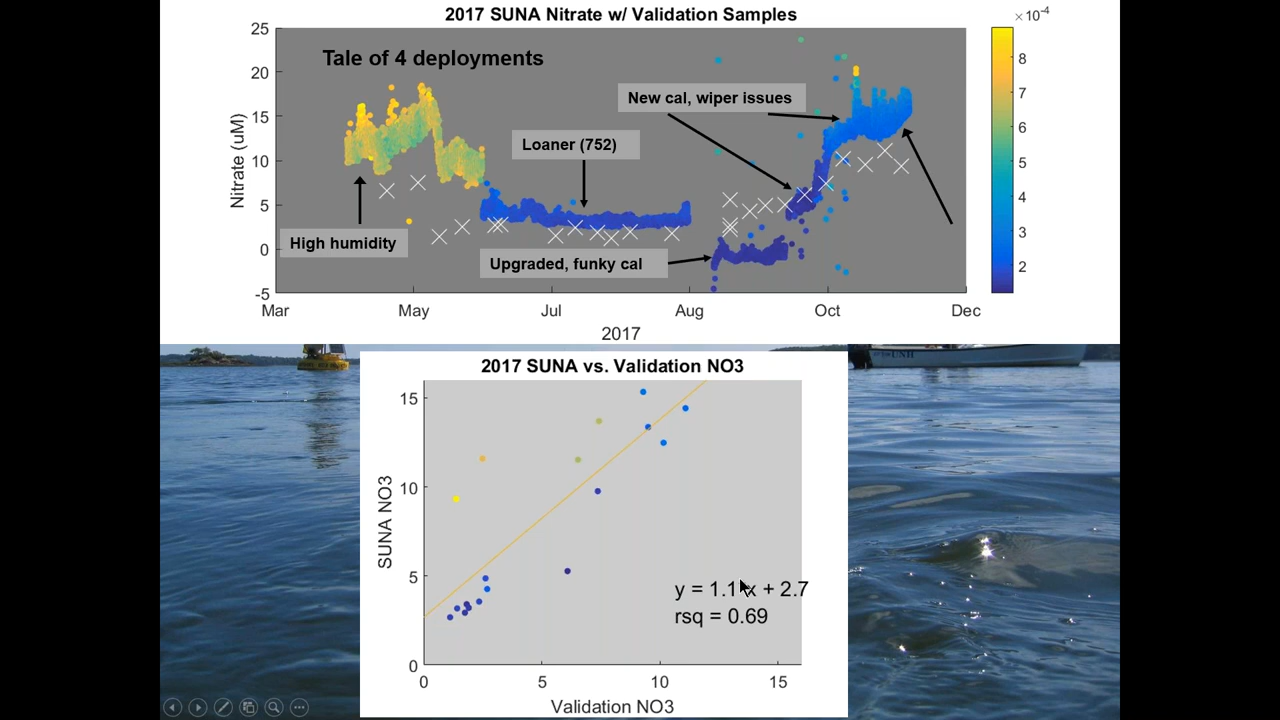 2017 SUNA Nitrate w/ Validation Samples
×10⁻⁴
Tale of 4 deployments
New cal, wiper issues
Loaner (752)
High humidity
Upgraded, funky cal
Nitrate (uM)
25
20
15
10
5
0
-5
Mar
May
Jul
Aug
Oct
Dec
2017
8
7
6
5
4
3
2
UNH
2017 SUNA vs. Validation NO3
SUNA NO3
15
10
5
0
y = 1.1 x + 2.7
rsq = 0.69
0
5
10
15
Validation NO3